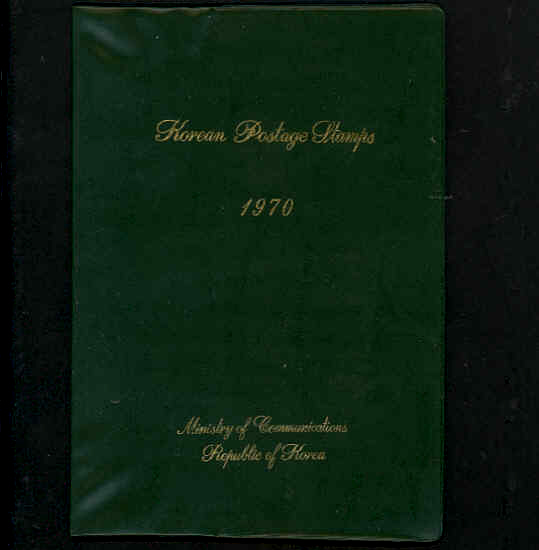 Korean Postage Stamps
1970
Ministry of Communications
Republic of Korea